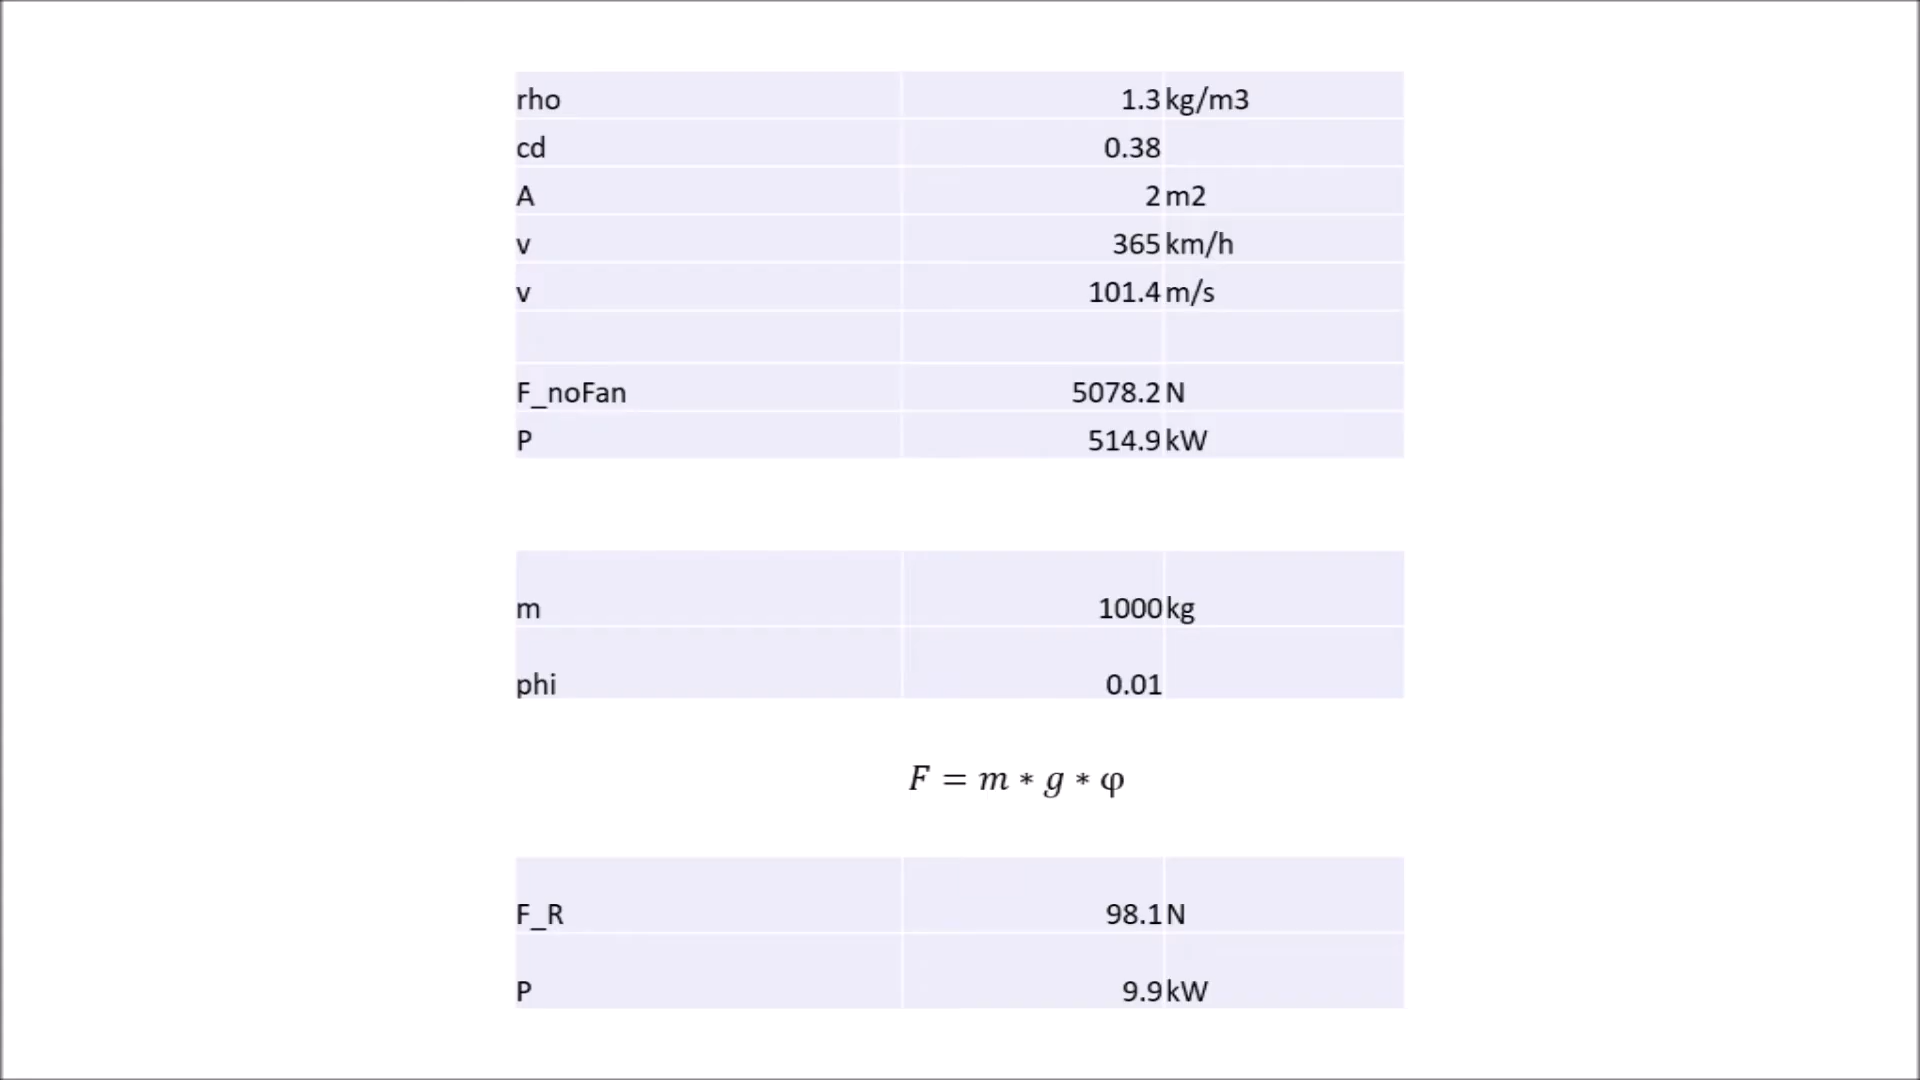 rho 1.3 kg/m3
cd 0.38
A 2 m2
v 365 km/h
v 101.4 m/s
F_noFan 5078.2 N
P 514.9 kW
m 1000 kg
phi 0.01
F = m * g * φ
F_R 98.1 N
P 9.9 kW